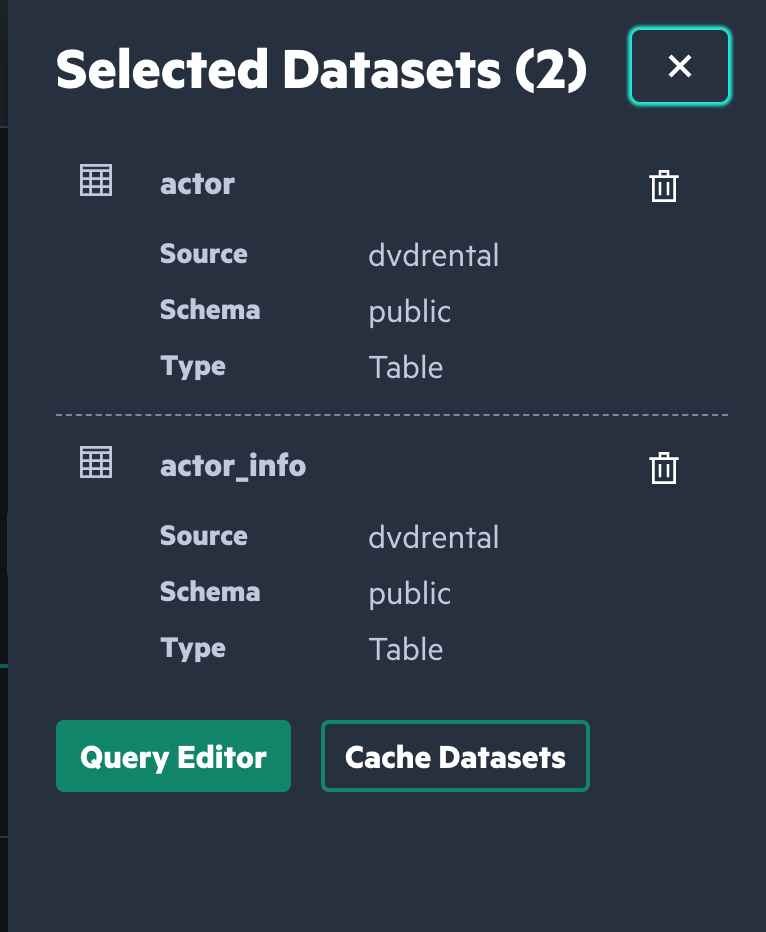 Selected Datasets (2)
actor
Source dvdrental
Schema public
Type Table
actor_info
Source dvdrental
Schema public
Type Table
Query Editor Cache Datasets